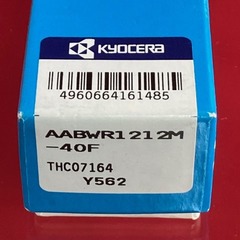 KYOCERA
4960664161485
AABWR1212M
-40F
THC07164
Y562